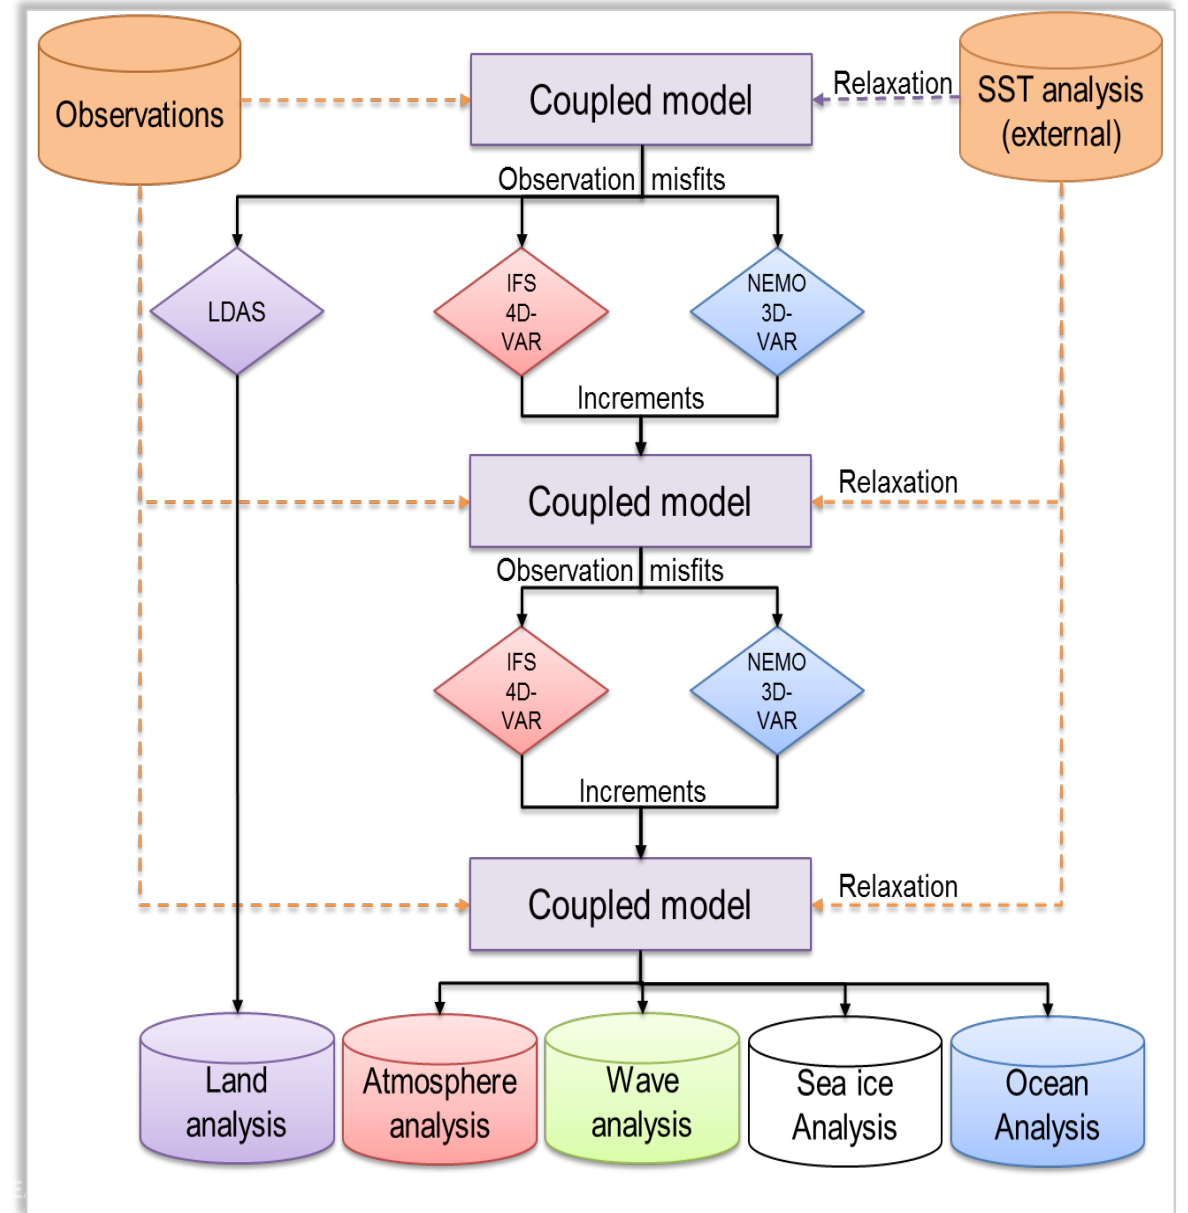 Observations
Coupled model
Relaxation
SST analysis
(external)
Observation misfits
LDAS
IFS
4D-
VAR
NEMO
3D-
VAR
Increments
Coupled model
Relaxation
Observation misfits
IFS
4D-
VAR
NEMO
3D-
VAR
Increments
Coupled model
Relaxation
Land
analysis
Atmosphere
analysis
Wave
analysis
Sea ice
Analysis
Ocean
Analysis